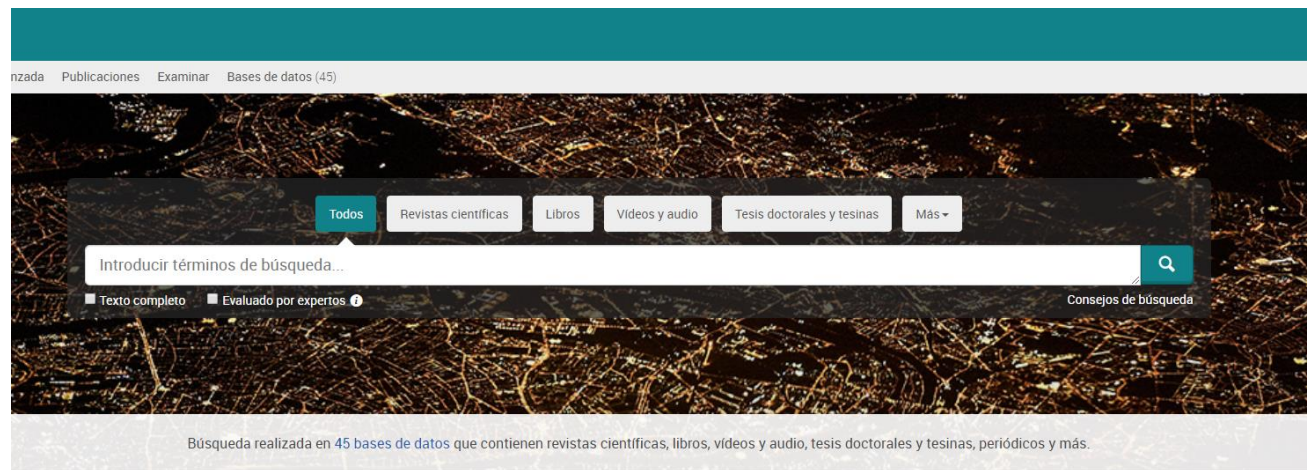 nzada Publicaciones Examinar Bases de datos (45)
Todos Revistas científicas Libros Vídeos y audio Tesis doctorales y tesinas Más
Introducir términos de búsqueda...
Texto completo Evaluado por expertos i Consejos de búsqueda
Búsqueda realizada en 45 bases de datos que contienen revistas científicas, libros, vídeos y audio, tesis doctorales y tesinas, periódicos y más.